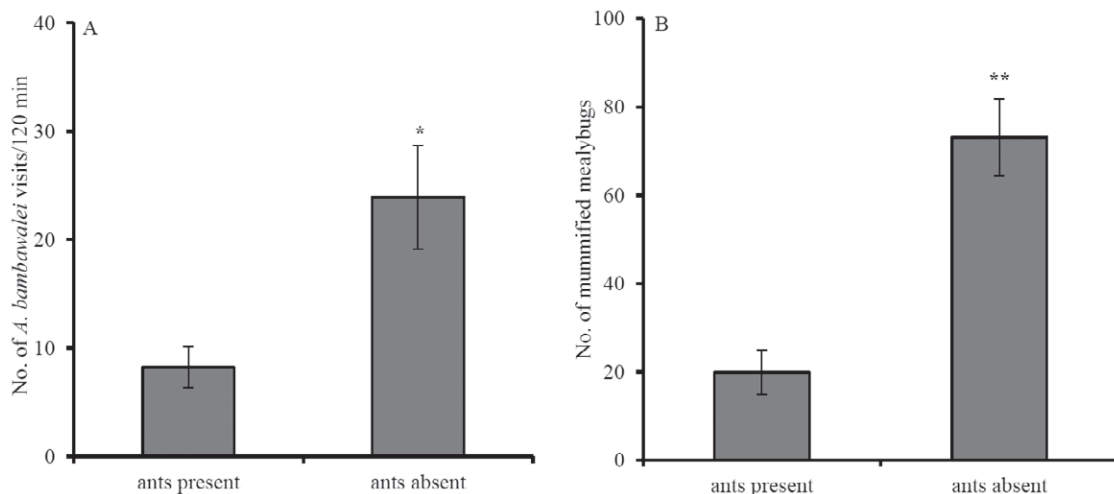 A
No. of A. bambawalei visits/120 min
40
30
20
10
0
*
ants present
ants absent
B
No. of mummified mealybugs
100
80
60
40
20
0
**
ants present
ants absent